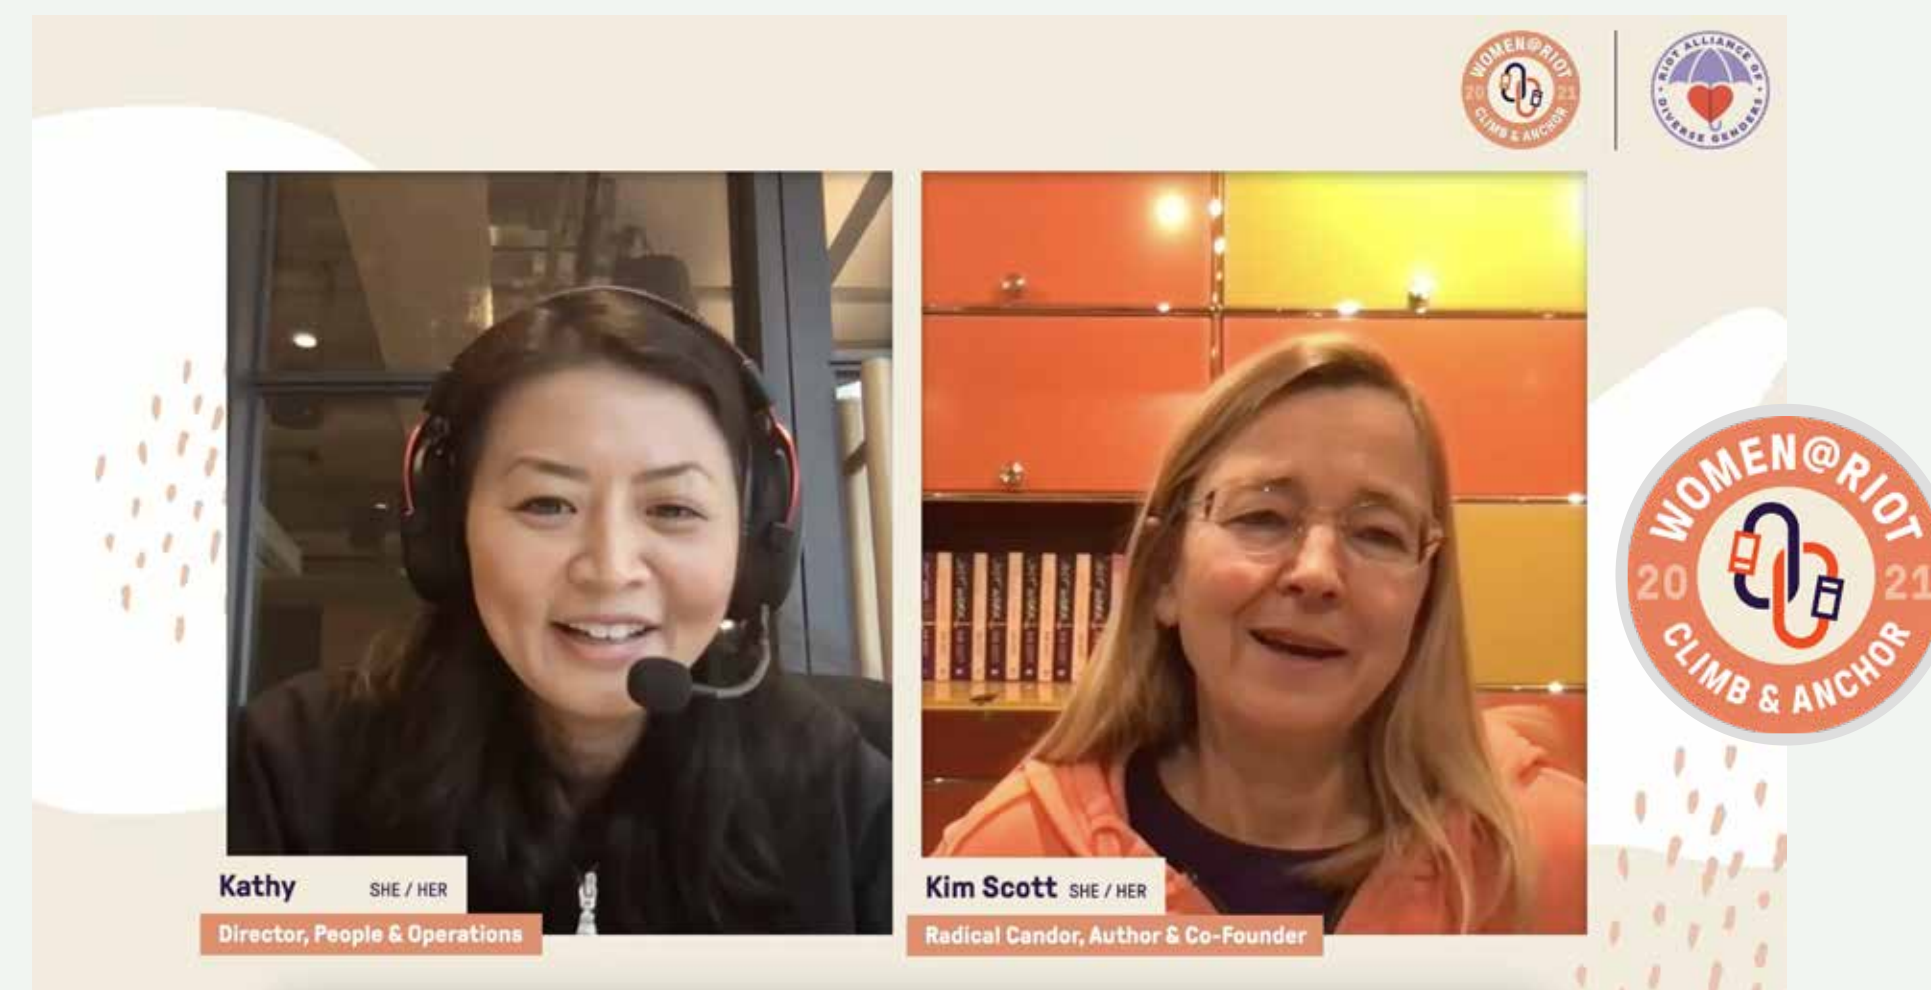 WOMEN@RIOT
20 21
CLIMB & ANCHOR
RIOT ALLIANCE OF
DIVERSE GENDERS
WOMEN@RIOT
20 21
CLIMB & ANCHOR
Kathy SHE / HER
Director, People & Operations
Kim Scott SHE / HER
Radical Candor, Author & Co-Founder